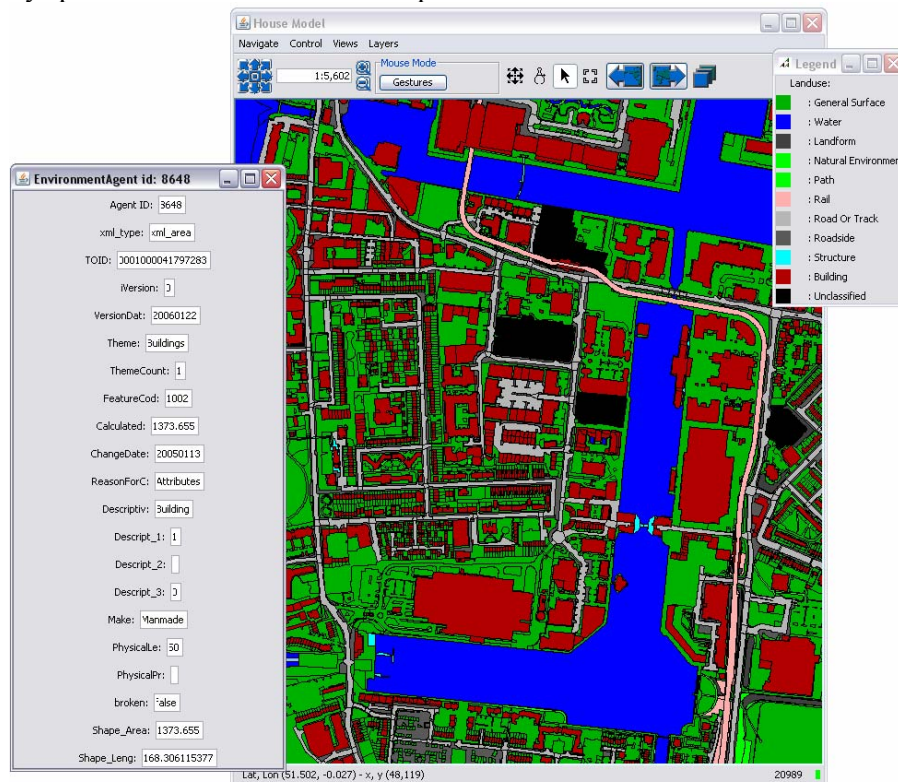 House Model
Navigate Control Views Layers
1:5,602
Mouse Mode
Gestures
Legend
Landuse:
: General Surface
: Water
: Landform
: Natural Environmen
: Path
: Rail
: Road Or Track
: Roadside
: Structure
: Building
: Unclassified
EnvironmentAgent id: 8648
Agent ID: 3648
xml_type: xml_area
TOID: 0001000041797283
iVersion: 0
VersionDat: 20060122
Theme: Buildings
ThemeCount: 1
FeatureCod: 1002
Calculated: 1373.655
ChangeDate: 20050113
ReasonForC: Attributes
Descriptiv: Building
Descript_1: 1
Descript_2:
Descript_3: 0
Make: Manmade
PhysicalLe: 50
PhysicalPr:
broken: False
Shape_Area: 1373.655
Shape_Leng: 168.306115377
Lat, Lon (51.502, -0.027) - x, y (48,119)
20989